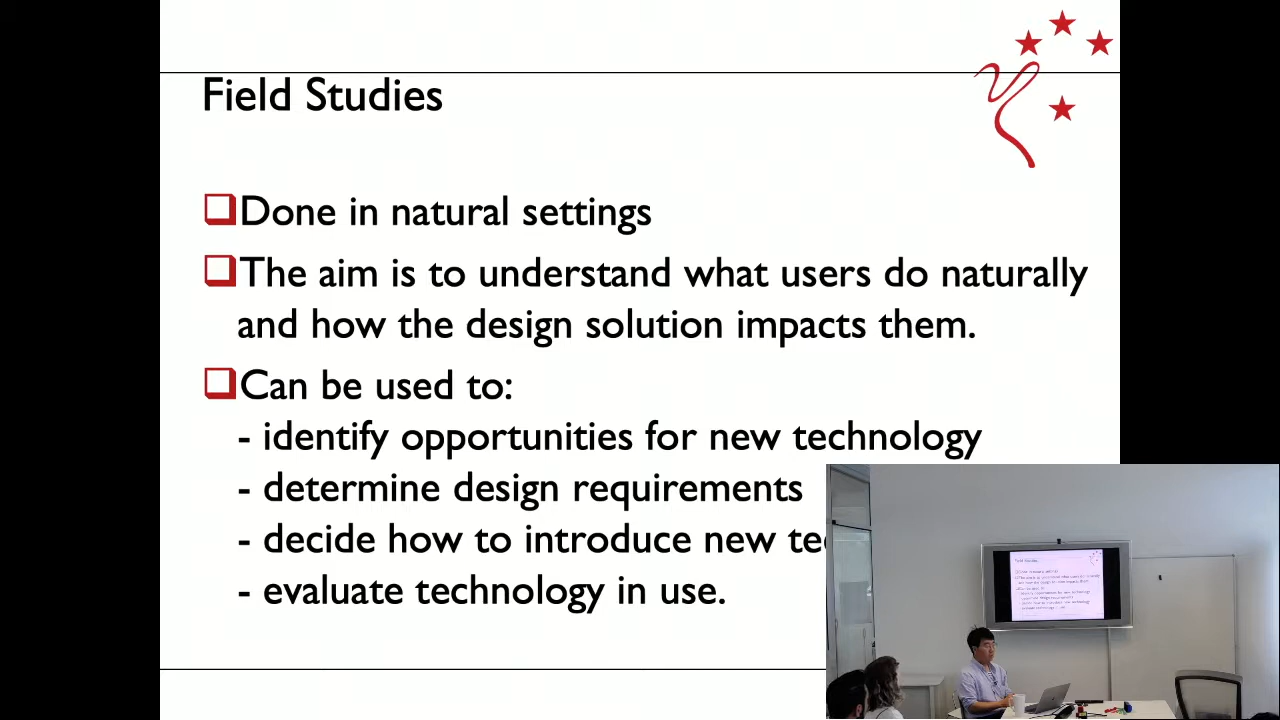 Field Studies
Done in natural settings
The aim is to understand what users do naturally
and how the design solution impacts them.
Can be used to:
- identify opportunities for new technology
- determine design requirements
- decide how to introduce new
- evaluate technology in use.
Field Studies